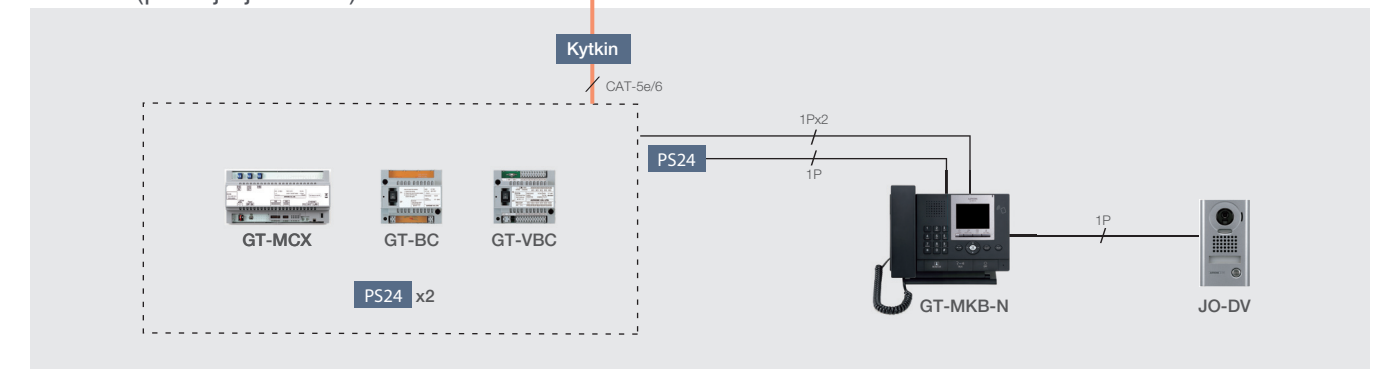 Kytkin
CAT-5e/6
1Px2
PS24
1P
1P
GT-MCX
GT-BC
GT-VBC
PS24 x2
GT-MKB-N
JO-DV